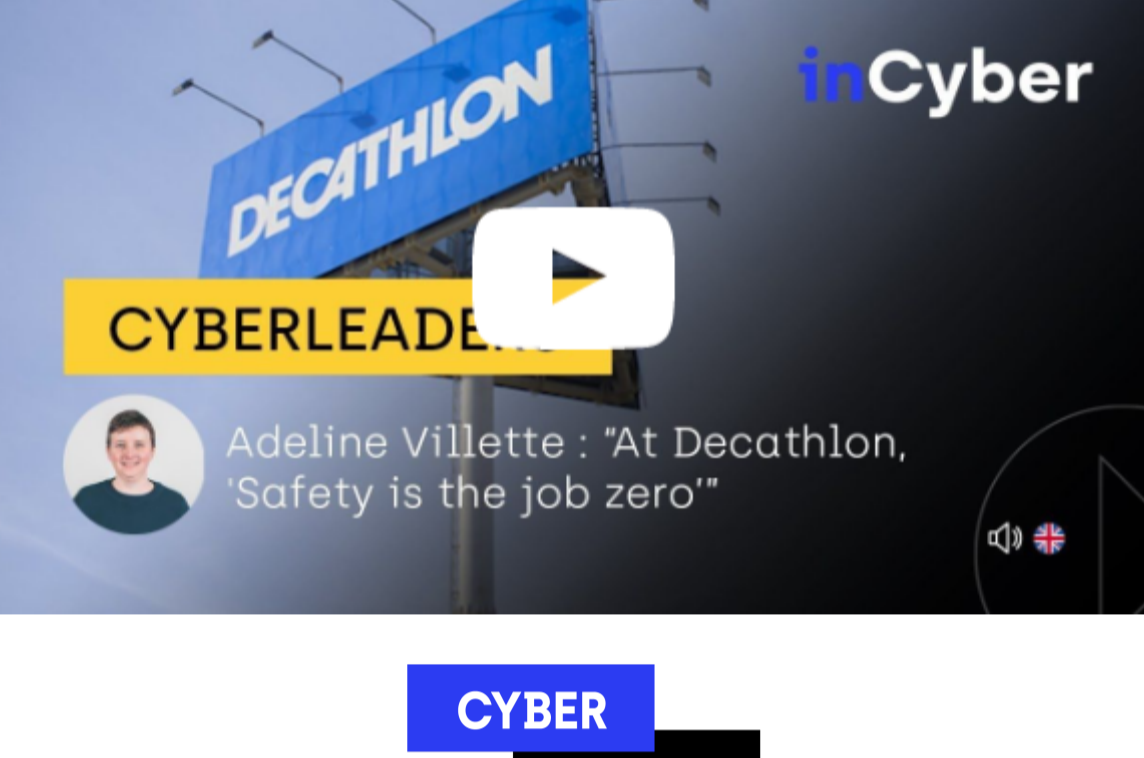 inCyber
DECATHLON
Adeline Villette : "At Decathlon,
'Safety is the job zero'"
CYBER